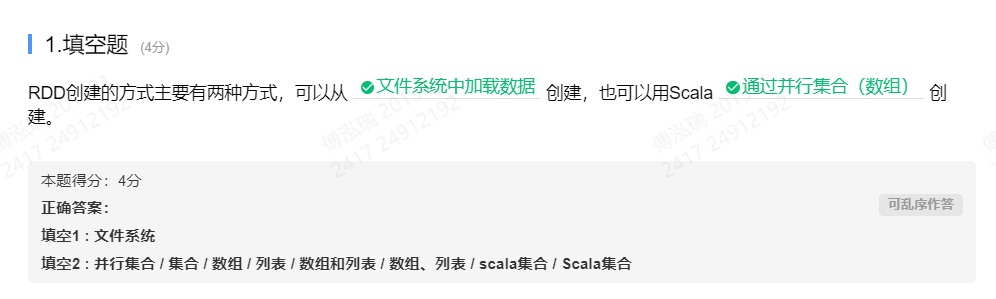 1.填空题 (4分)
RDD创建的方式主要有两种方式，可以从 文件系统中加载数据 创建，也可以用Scala 通过并行集合（数组） 创
建。
本题得分：4分
正确答案：
可乱序作答
填空1：文件系统
填空2：并行集合 / 集合 / 数组 / 列表 / 数组和列表 / 数组、列表 / scala集合 / Scala集合